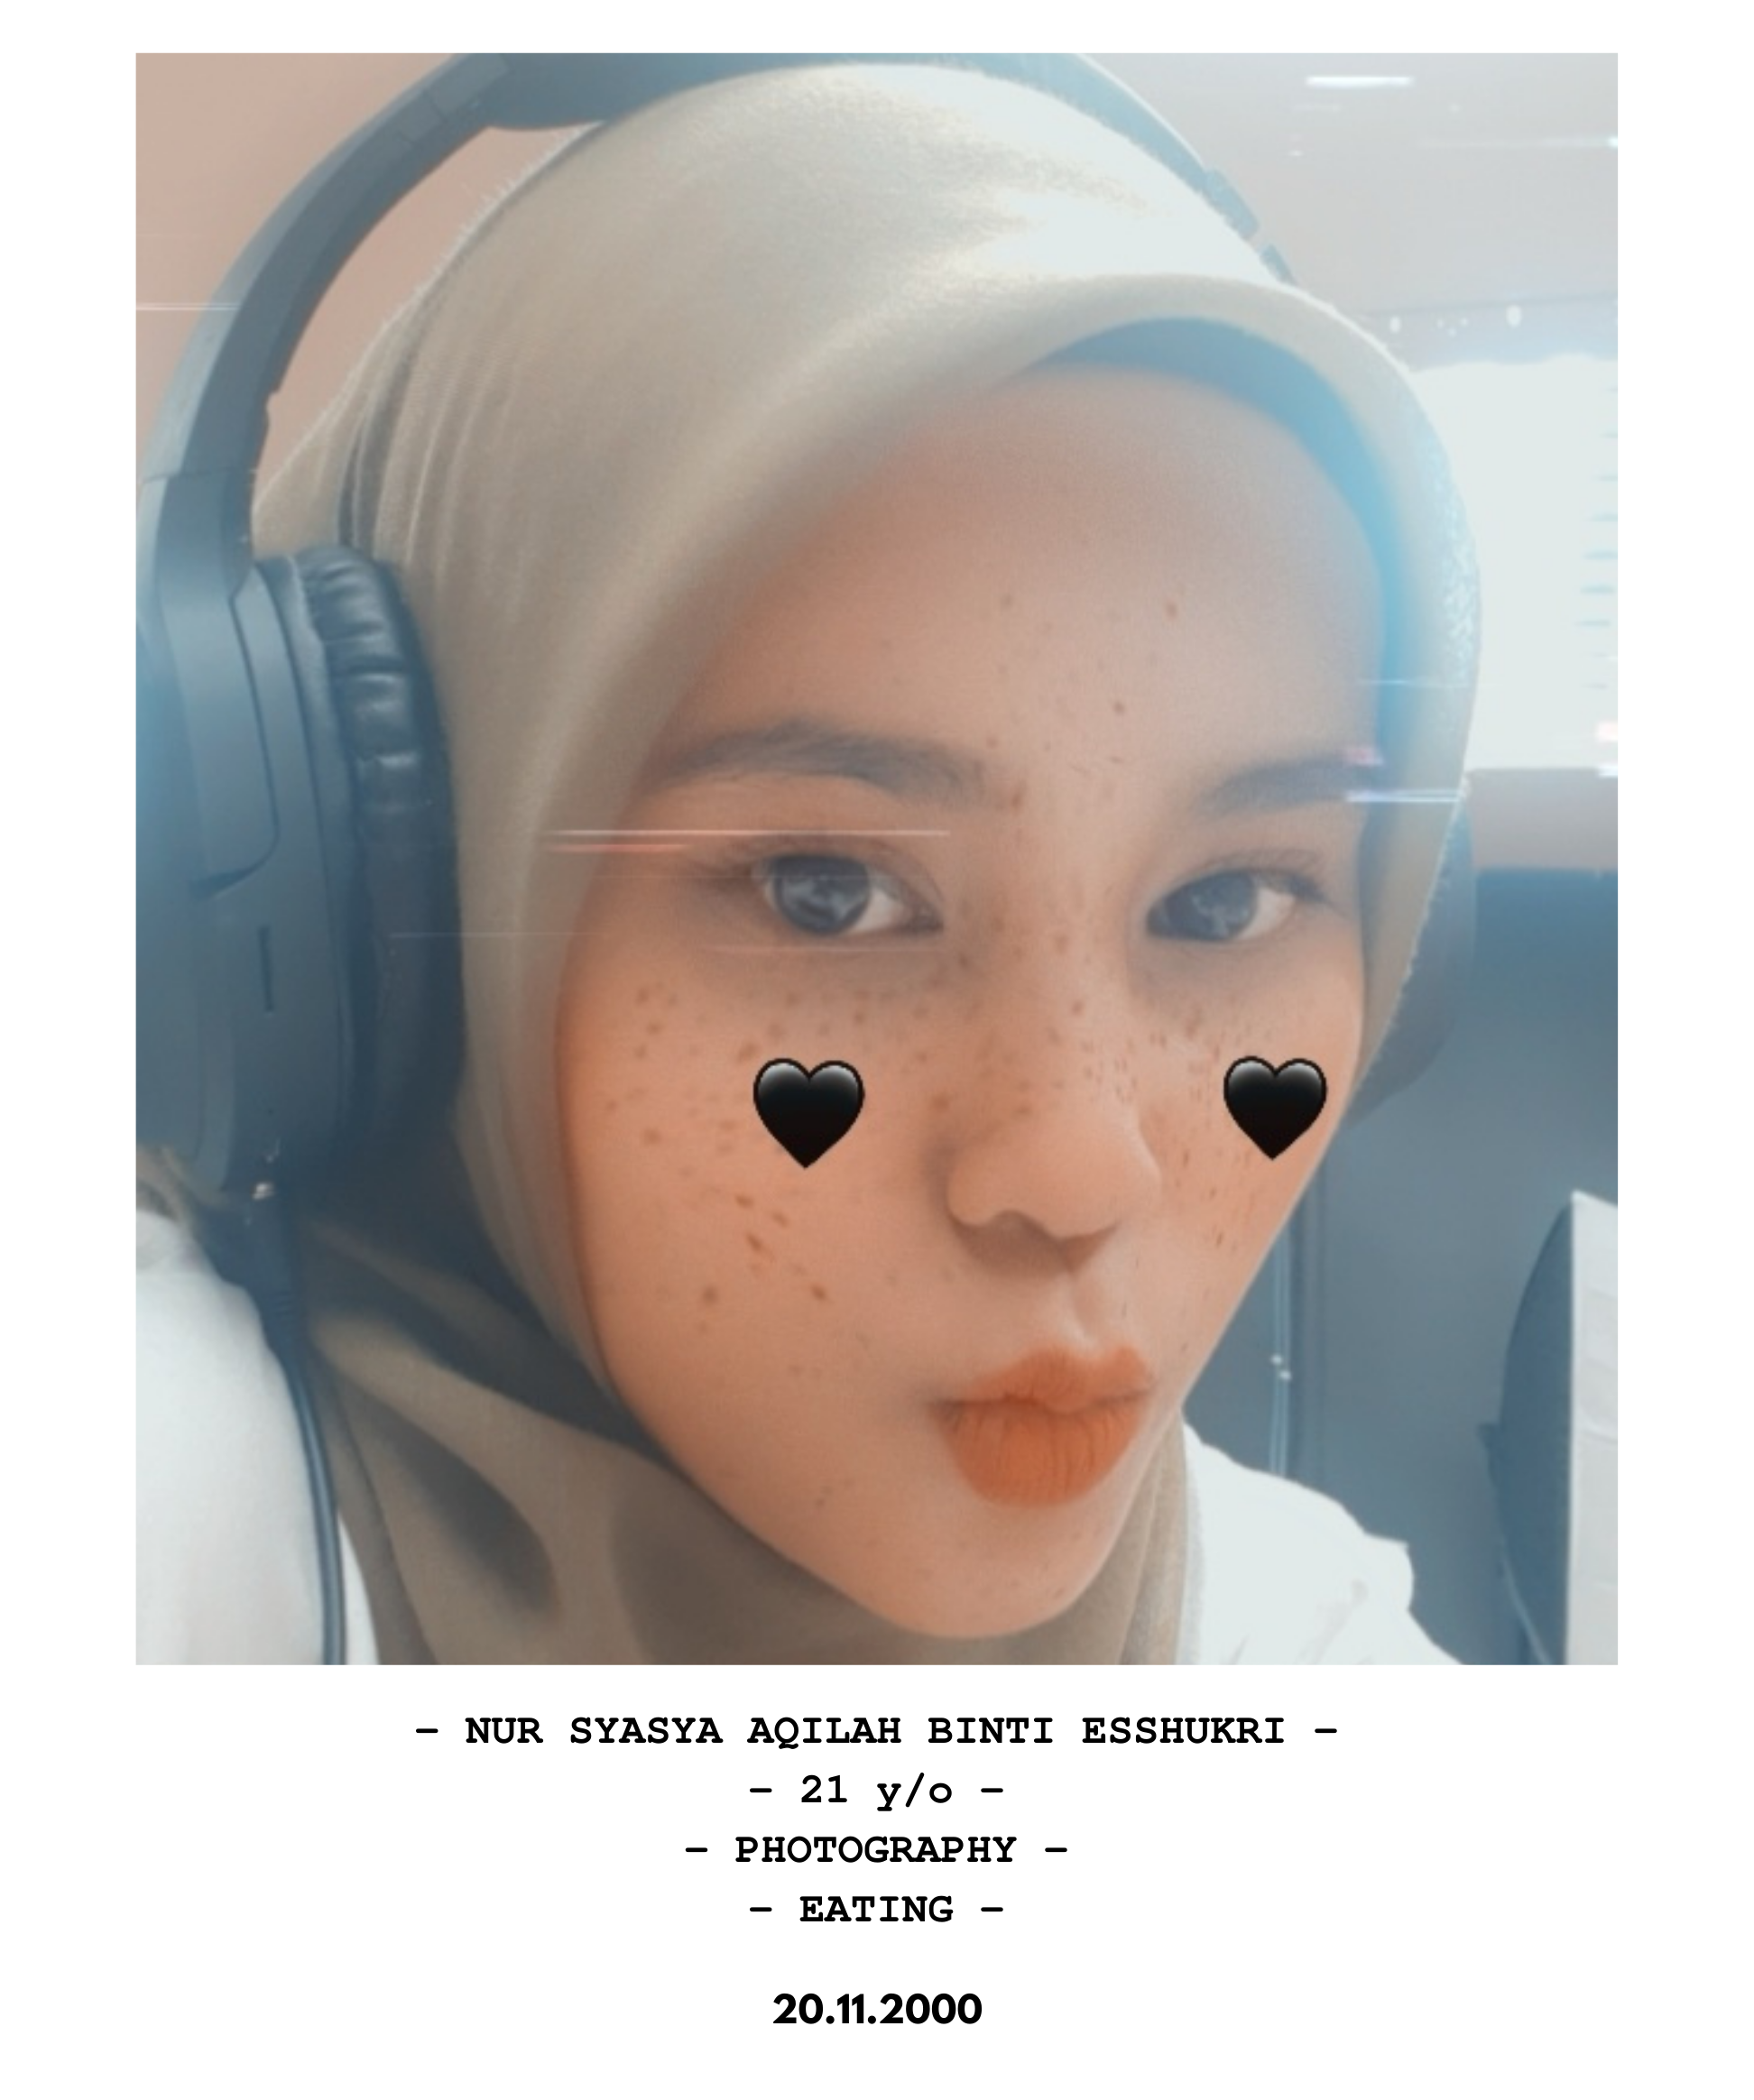 - NUR SYASYA AQILAH BINTI ESSHUKRI -
- 21 y/o -
- PHOTOGRAPHY -
- EATING -
20.11.2000